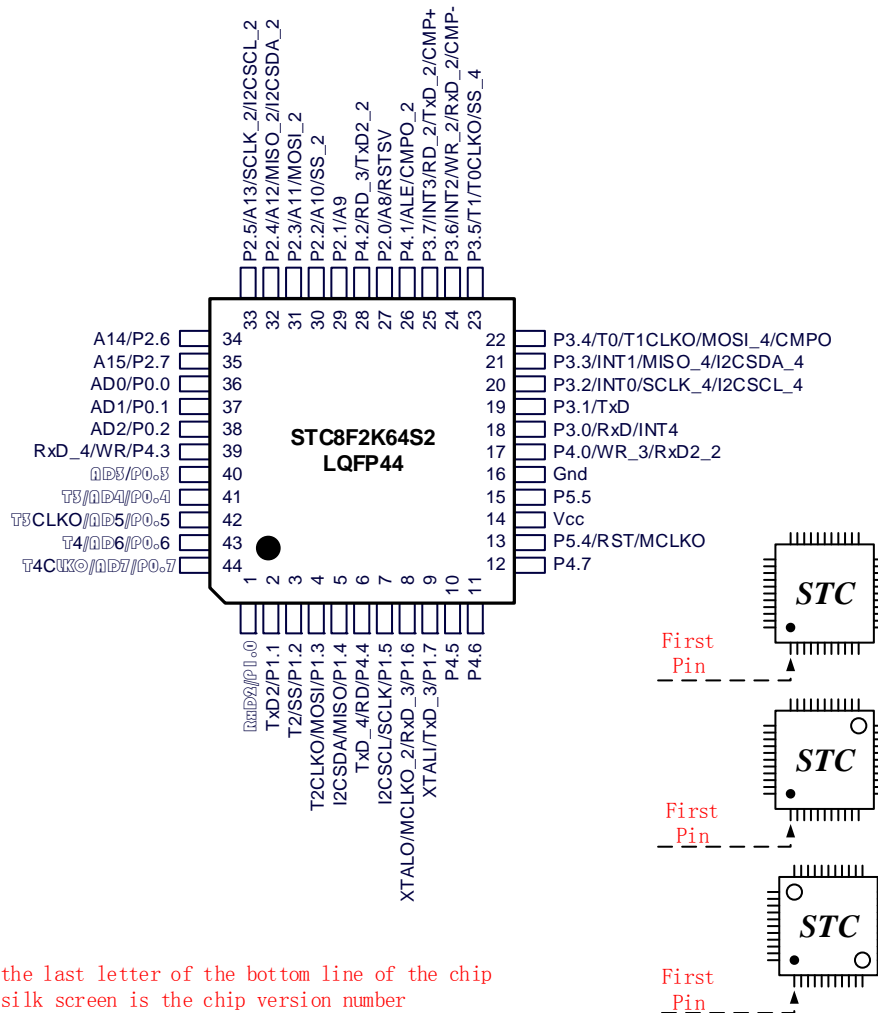 P2.5/A13/SCLK_2/I2CSCL_2
P2.4/A12/MISO_2/I2CSDA_2
P2.3/A11/MOSI_2
P2.2/A10/SS_2
P2.1/A9
P4.2/RD_3/TxD2_2
P2.0/A8/RSTSV
P4.1/ALE/CMPO_2
P3.7/INT3/RD_2/TxD_2/CMP+
P3.6/INT2/WR_2/RxD_2/CMP-
P3.5/T1/T0CLKO/SS_4
33 32 31 30 29 28 27 26 25 24 23
A14/P2.6 34
A15/P2.7 35
AD0/P0.0 36
AD1/P0.1 37
AD2/P0.2 38
RxD_4/WR/P4.3 39
AD3/P0.3 40
T3/AD4/P0.4 41
T3CLKO/AD5/P0.5 42
T4/AD6/P0.6 43
T4CLKO/AD7/P0.7 44
STC8F2K64S2
LQFP44
22 P3.4/T0/T1CLKO/MOSI_4/CMPO
21 P3.3/INT1/MISO_4/I2CSDA_4
20 P3.2/INT0/SCLK_4/I2CSCL_4
19 P3.1/TxD
18 P3.0/RxD/INT4
17 P4.0/WR_3/RxD2_2
16 Gnd
15 P5.5
14 Vcc
13 P5.4/RST/MCLKO
12 P4.7
1 2 3 4 5 6 7 8 9 10 11
RxD2/P1.0
TxD2/P1.1
T2/SS/P1.2
T2CLKO/MOSI/P1.3
I2CSDA/MISO/P1.4
TxD_4/RD/P4.4
I2CSCL/SCLK/P1.5
XTALO/MCLKO_2/RxD_3/P1.6
XTALI/TxD_3/P1.7
P4.5
P4.6
STC
First
Pin
STC
First
Pin
STC
First
Pin
the last letter of the bottom line of the chip
silk screen is the chip version number